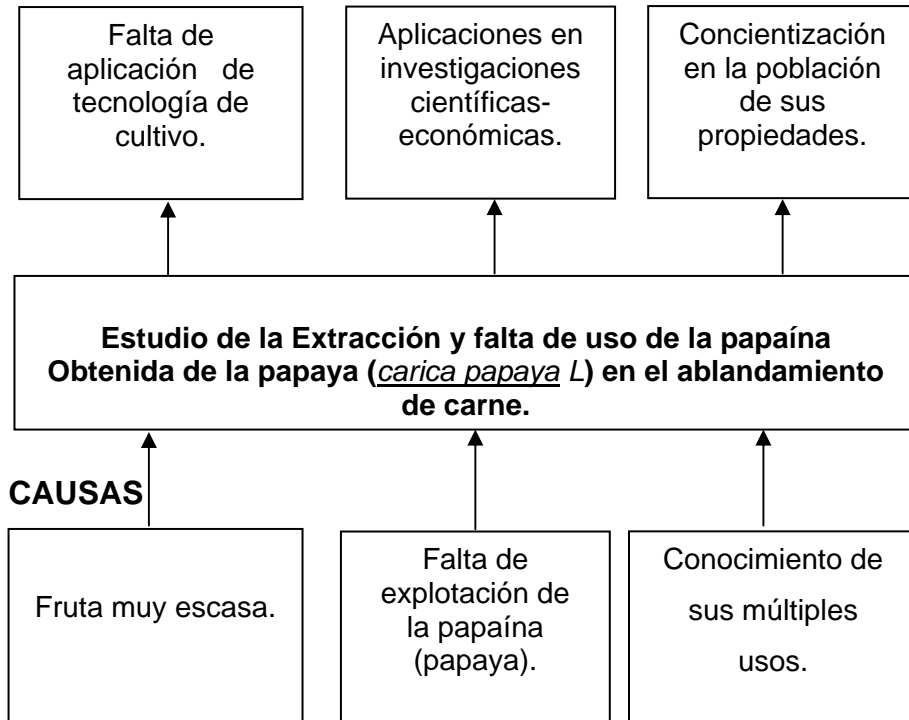 Falta de
aplicación de
tecnología de
cultivo.
Aplicaciones en
investigaciones
científicas-
económicas.
Concientización
en la población
de sus
propiedades.
Estudio de la Extracción y falta de uso de la papaína
Obtenida de la papaya (carica papaya L) en el ablandamiento
de carne.
CAUSAS
Fruta muy escasa.
Falta de
explotación de
la papaína
(papaya).
Conocimiento de
sus múltiples
usos.